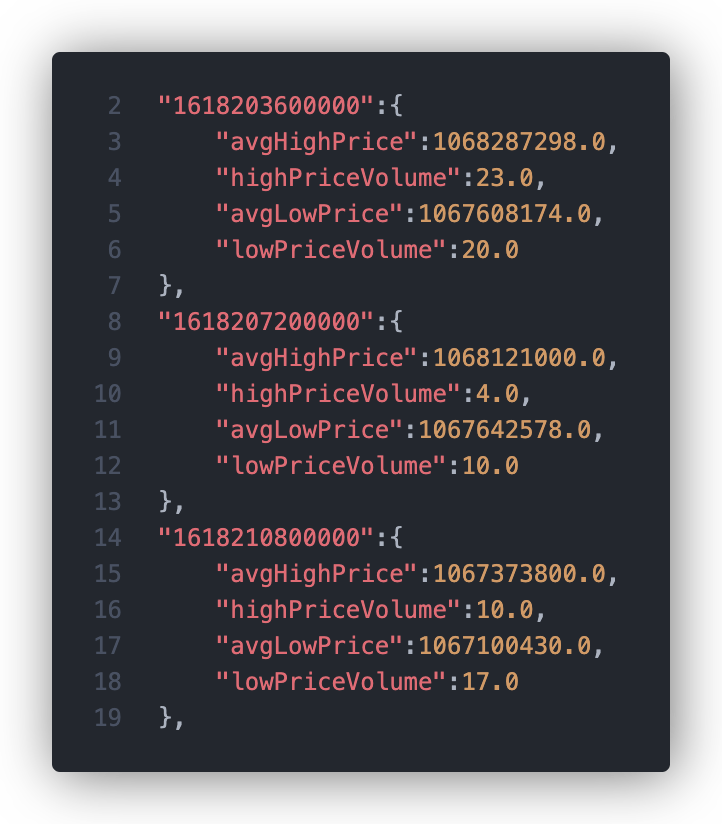 2 "1618203600000":{
3 "avgHighPrice":1068287298.0,
4 "highPriceVolume":23.0,
5 "avgLowPrice":1067608174.0,
6 "lowPriceVolume":20.0
7 },
8 "1618207200000":{
9 "avgHighPrice":1068121000.0,
10 "highPriceVolume":4.0,
11 "avgLowPrice":1067642578.0,
12 "lowPriceVolume":10.0
13 },
14 "1618210800000":{
15 "avgHighPrice":1067373800.0,
16 "highPriceVolume":10.0,
17 "avgLowPrice":1067100430.0,
18 "lowPriceVolume":17.0
19 },